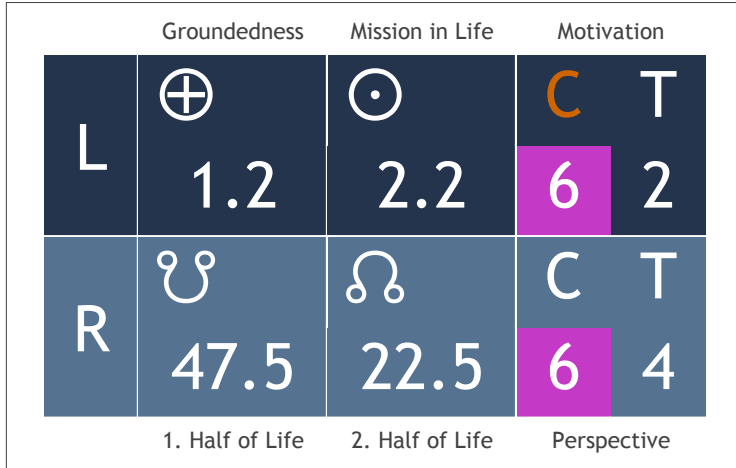 Groundedness Mission in Life Motivation
L ⊕ ☉ C T
1.2 2.2 6 2
R ☋ ☊ C T
47.5 22.5 6 4
1. Half of Life 2. Half of Life Perspective